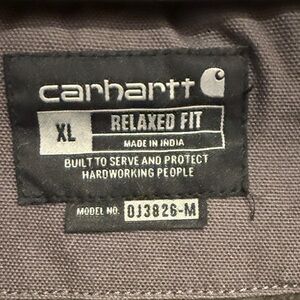 carhartt
XL RELAXED FIT
MADE IN INDIA
BUILT TO SERVE AND PROTECT
HARDWORKING PEOPLE
MODEL NO. OJ3826-M